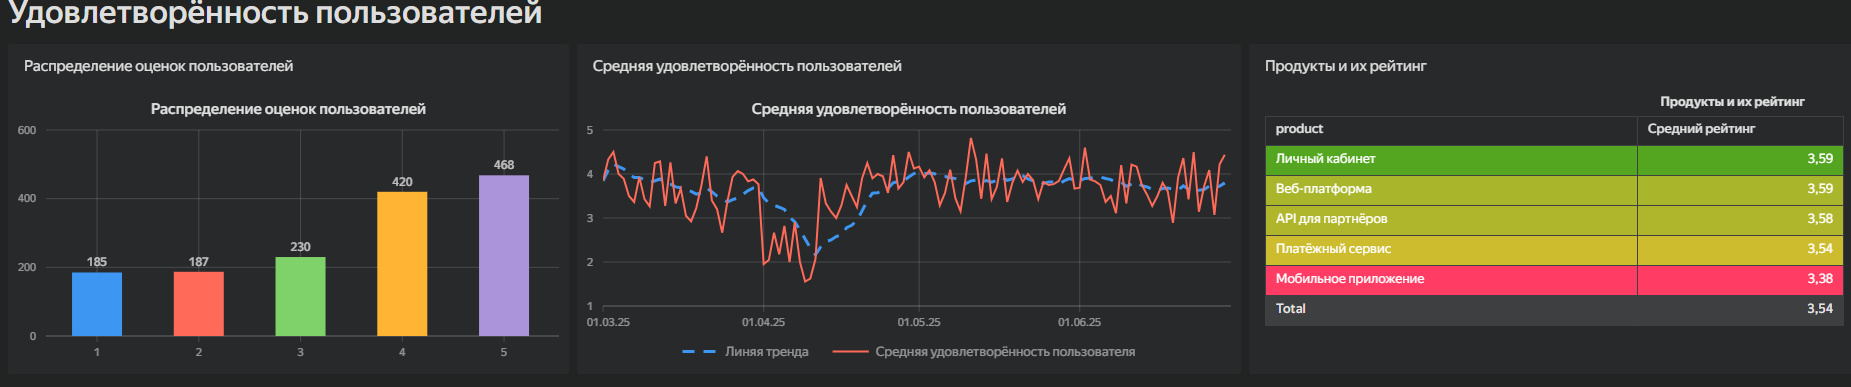 Удовлетворённость пользователей
Распределение оценок пользователей
Распределение оценок пользователей
600
400
200
0
185
187
230
420
468
1
2
3
4
5
Средняя удовлетворённость пользователей
Средняя удовлетворённость пользователей
5
4
3
2
1
01.03.25
01.04.25
01.05.25
01.06.25
Линия тренда
Средняя удовлетворённость пользователя
Продукты и их рейтинг
Продукты и их рейтинг
product Средний рейтинг
Личный кабинет 3,59
Веб-платформа 3,59
API для партнёров 3,58
Платёжный сервис 3,54
Мобильное приложение 3,38
Total 3,54